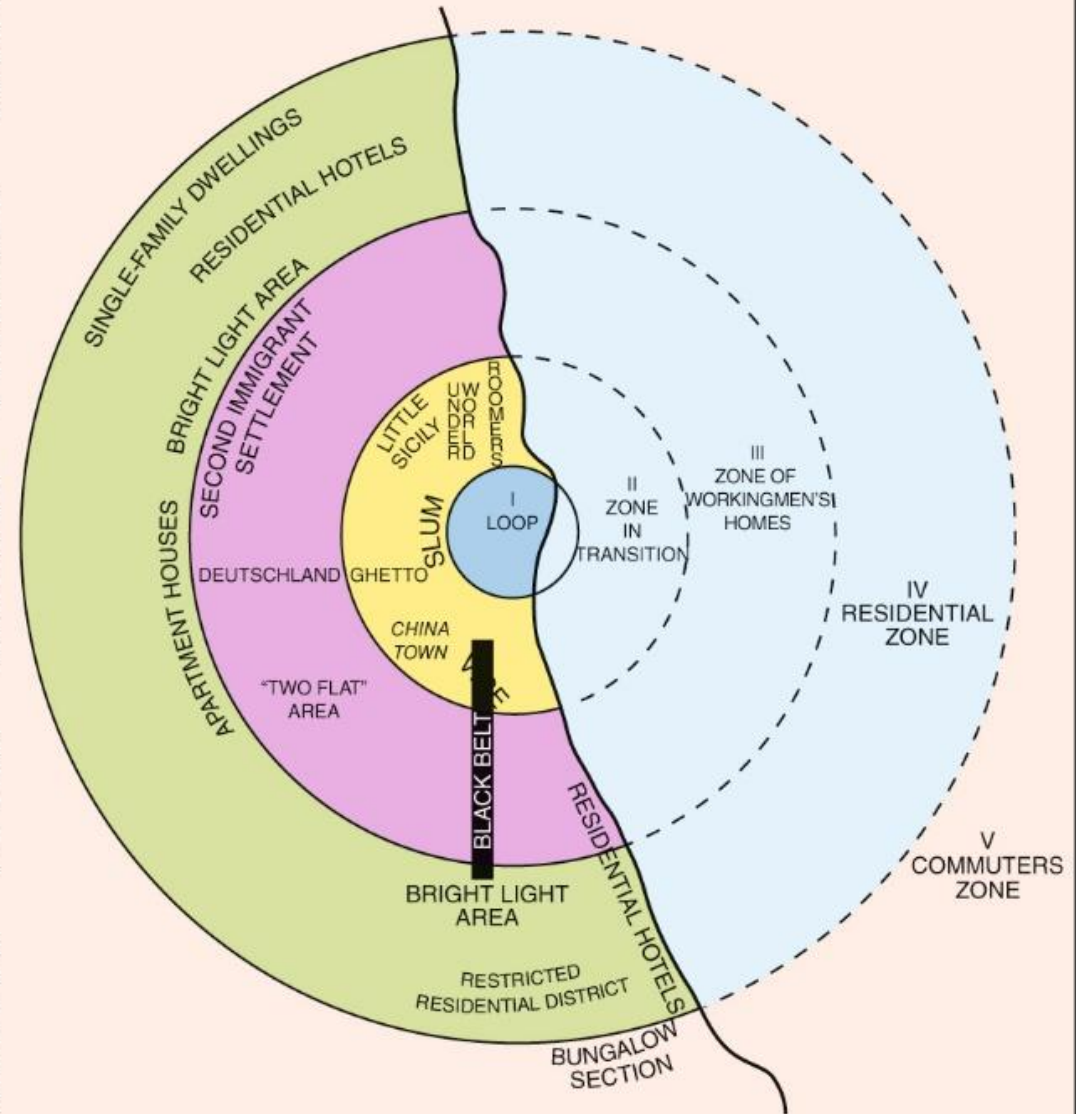 SINGLE-FAMILY DWELLINGS
RESIDENTIAL HOTELS
BRIGHT LIGHT AREA
SECOND IMMIGRANT
SETTLEMENT
LITTLE
SICILY
UNDER
WORLD
ROOMERS
I
LOOP
II
ZONE
IN
TRANSITION
III
ZONE OF
WORKINGMEN'S
HOMES
IV
RESIDENTIAL
ZONE
V
COMMUTERS
ZONE
SLUM
APARTMENT HOUSES
DEUTSCHLAND
GHETTO
CHINA
TOWN
VICE
"TWO FLAT"
AREA
BLACK BELT
RESIDENTIAL HOTELS
BRIGHT LIGHT
AREA
RESTRICTED
RESIDENTIAL DISTRICT
BUNGALOW
SECTION